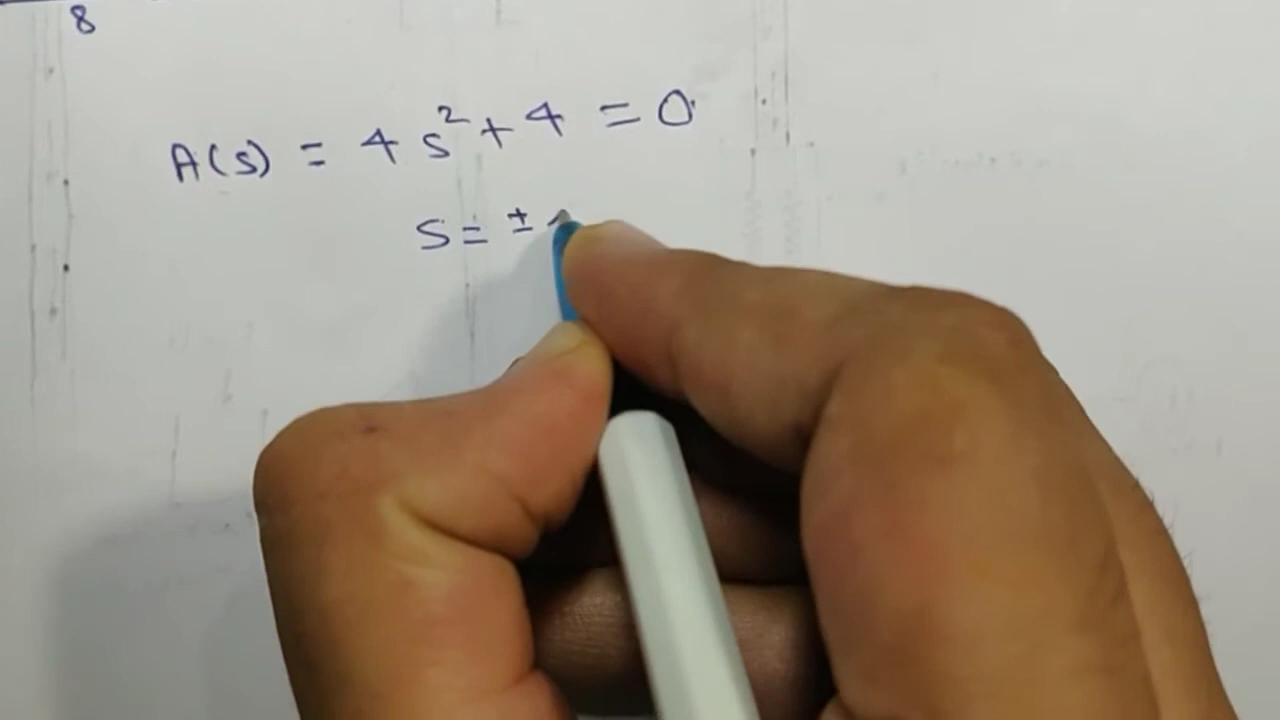 8
A(s) = 4s²+4 = 0
s = ±